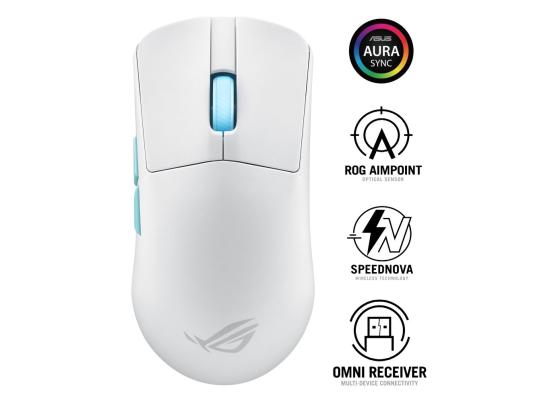 ASUS
AURA
SYNC
ROG AIMPOINT
OPTICAL SENSOR
SPEEDNOVA
WIRELESS TECHNOLOGY
OMNI RECEIVER
MULTI-DEVICE CONNECTIVITY